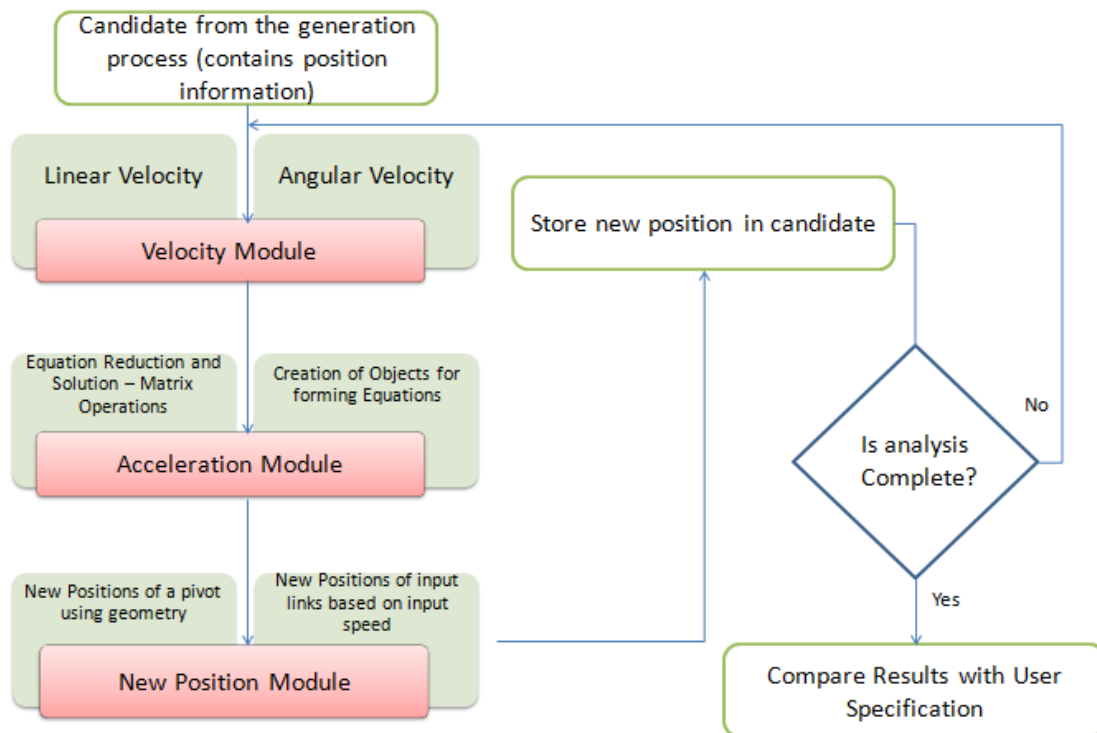 Candidate from the generation
process (contains position
information)
Linear Velocity
Angular Velocity
Velocity Module
Equation Reduction and
Solution – Matrix
Operations
Creation of Objects for
forming Equations
Acceleration Module
New Positions of a pivot
using geometry
New Positions of input
links based on input
speed
New Position Module
Store new position in candidate
Is analysis
Complete?
No
Yes
Compare Results with User
Specification